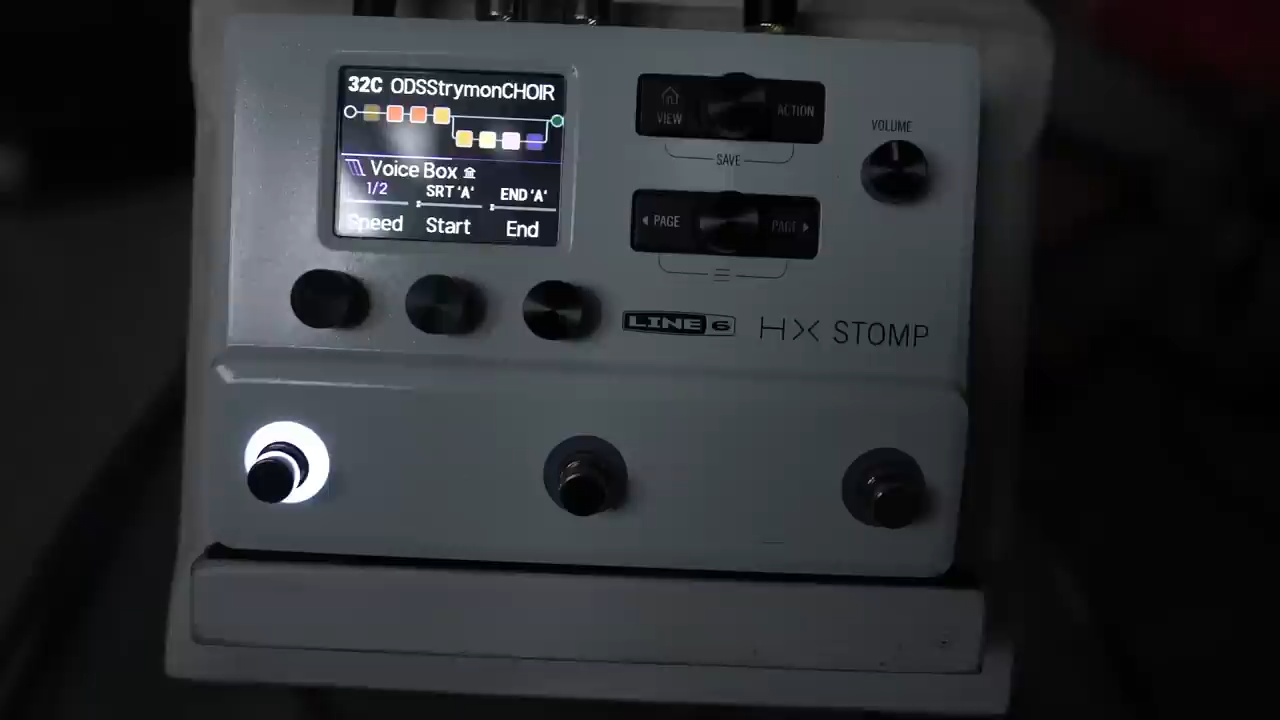 32C ODSStrymonCHOIR
Voice Box
1/2 SRT 'A' END 'A'
Speed Start End
VIEW ACTION
SAVE
PAGE PAGE
VOLUME
LINE 6 HX STOMP